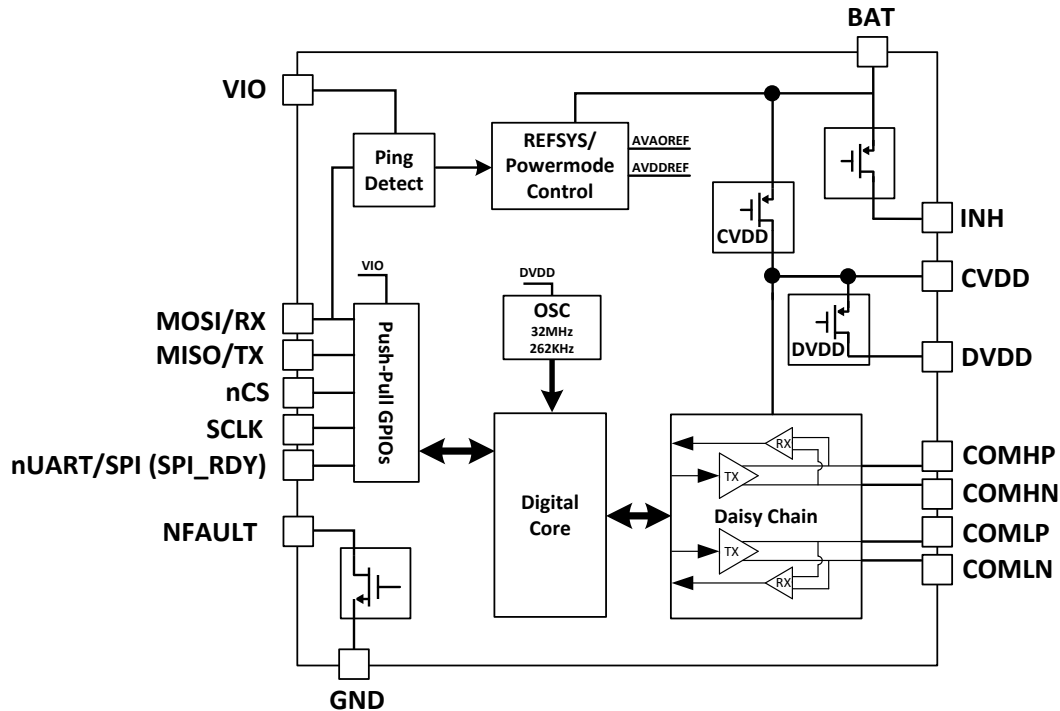 BAT
VIO
REFSYS/
Powermode
Control
AVAOREF
AVDDREF
Ping
Detect
INH
CVDD
CVDD
VIO
DVDD
OSC
32MHz
262KHz
DVDD
DVDD
MOSI/RX
MISO/TX
nCS
SCLK
nUART/SPI (SPI_RDY)
Push-Pull GPIOs
NFAULT
GND
Digital
Core
RX
TX
Daisy Chain
TX
RX
COMHP
COMHN
COMLP
COMLN